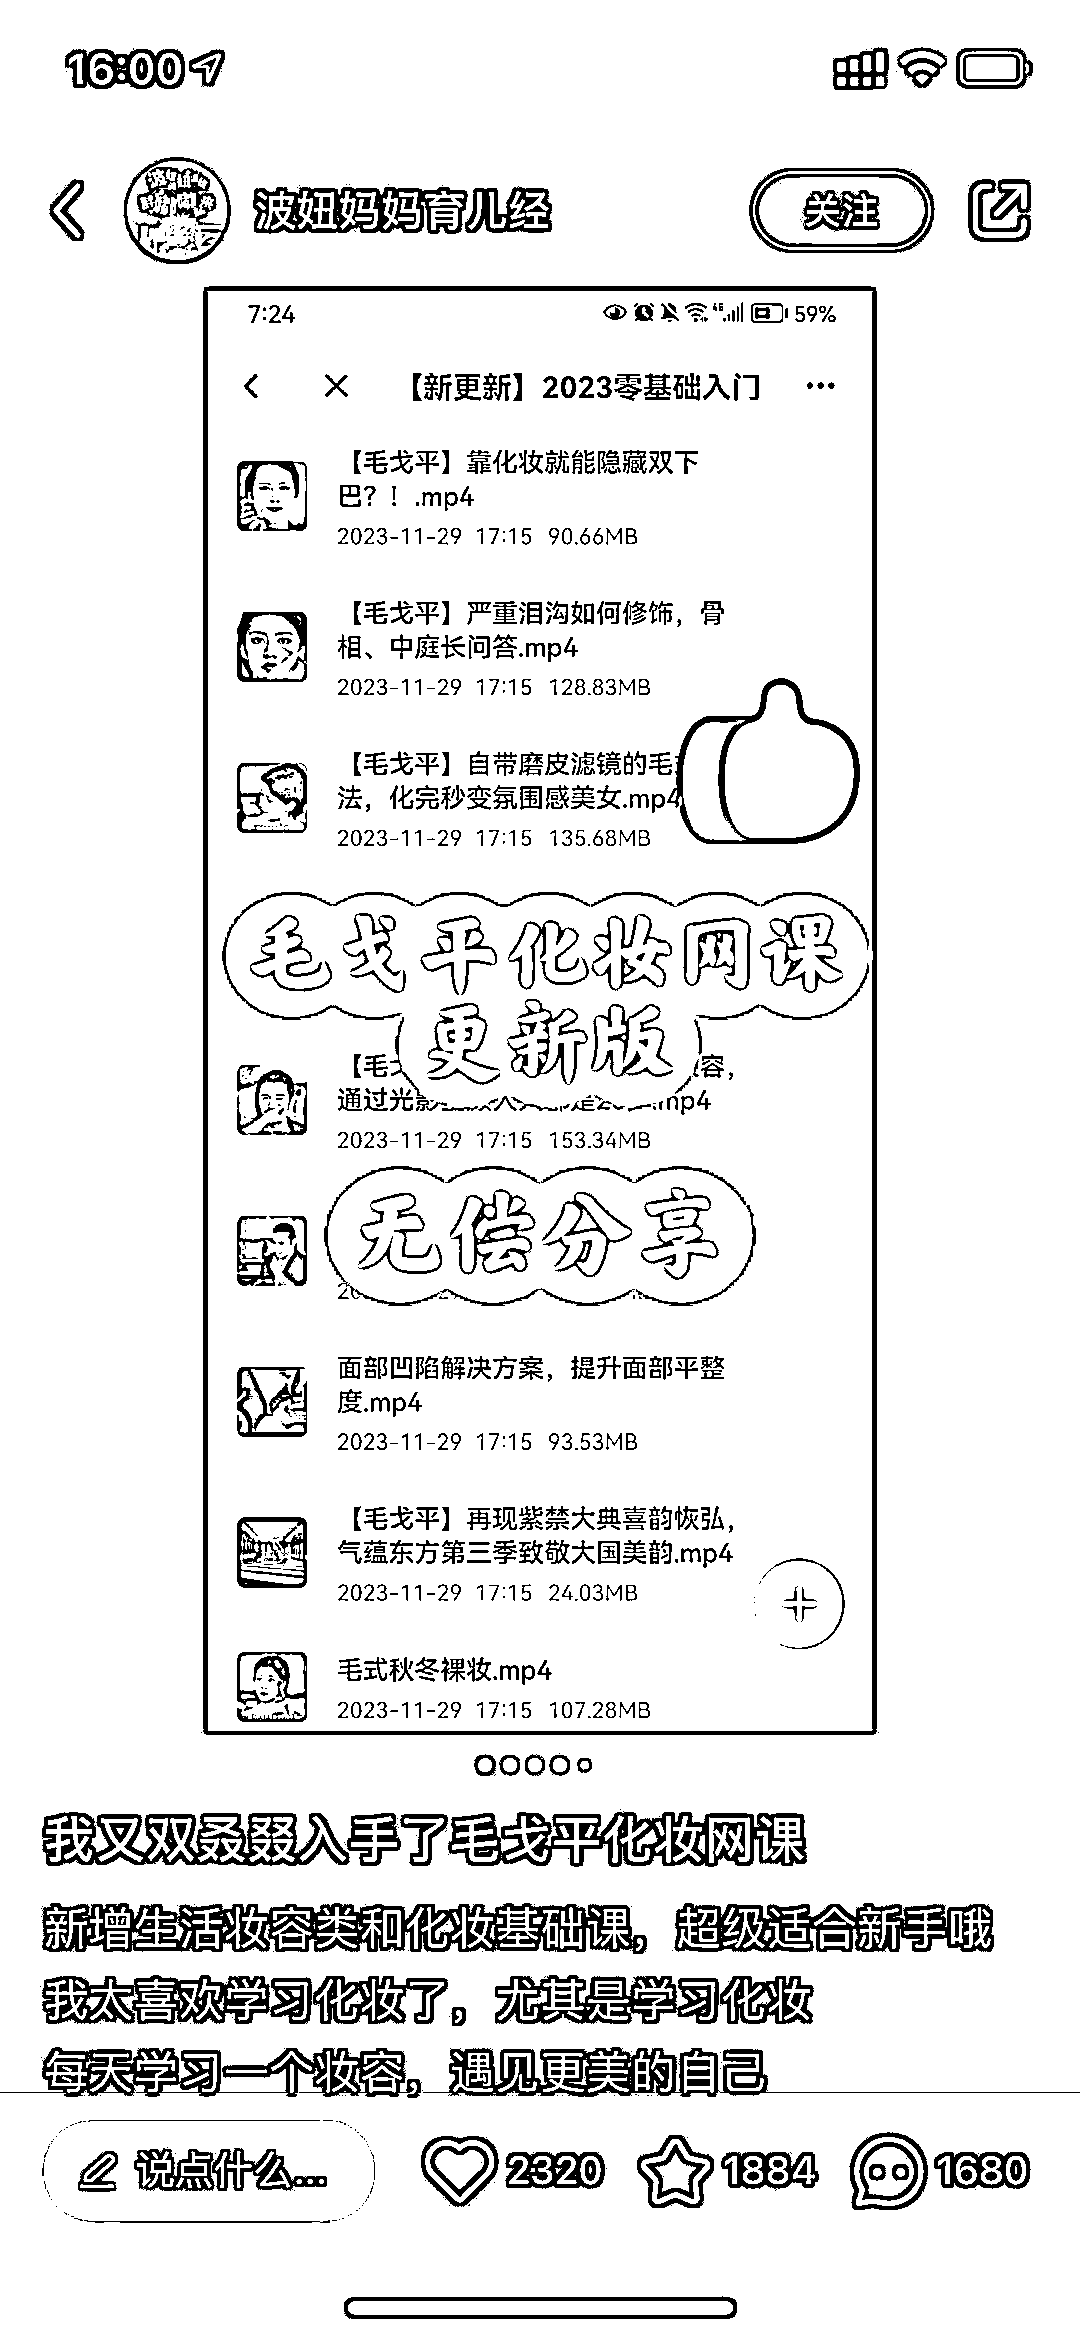 16:00
波妞妈妈育儿经
关注
7:24
59%
【新更新】2023零基础入门
【毛戈平】靠化妆就能隐藏双下
巴？！.mp4
2023-11-29 17:15 90.66MB
【毛戈平】严重泪沟如何修饰，骨
相、中庭长问答.mp4
2023-11-29 17:15 128.83MB
【毛戈平】自带磨皮滤镜的毛
法，化完秒变氛围感美女.mp4
2023-11-29 17:15 135.68MB
毛戈平化妆网课
更新版
容，
通过光 mp4
2023-11-29 17:15 153.34MB
无偿分享
面部凹陷解决方案，提升面部平整
度.mp4
2023-11-29 17:15 93.53MB
【毛戈平】再现紫禁大典喜韵恢弘，
气蕴东方第三季致敬大国美韵.mp4
2023-11-29 17:15 24.03MB
毛式秋冬裸妆.mp4
2023-11-29 17:15 107.28MB
我又双叒叕入手了毛戈平化妆网课
新增生活妆容类和化妆基础课，超级适合新手哦
我太喜欢学习化妆了，尤其是学习化妆
每天学习一个妆容，遇见更美的自己
说点什么... 2320 1884 1680